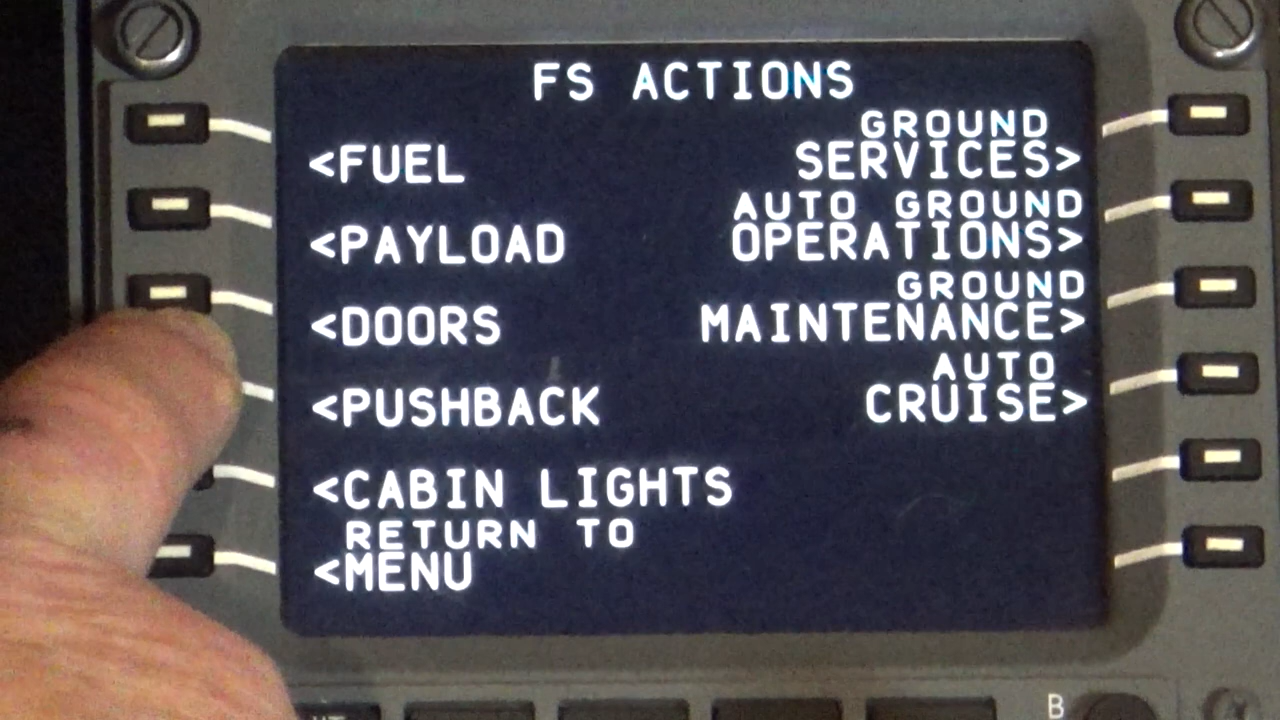 FS ACTIONS
GROUND
<FUEL SERVICES>
AUTO GROUND
<PAYLOAD OPERATIONS>
GROUND
<DOORS MAINTENANCE>
AUTO
<PUSHBACK CRUISE>
<CABIN LIGHTS
RETURN TO
<MENU
B